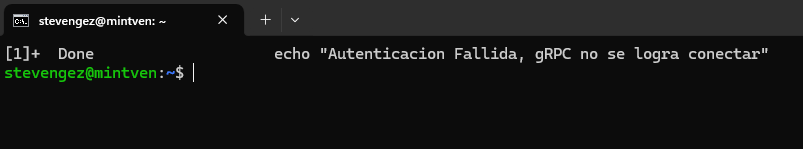 stevengez@mintven: ~
[1]+  Done                    echo "Autenticacion Fallida, gRPC no se logra conectar"
stevengez@mintven:~$